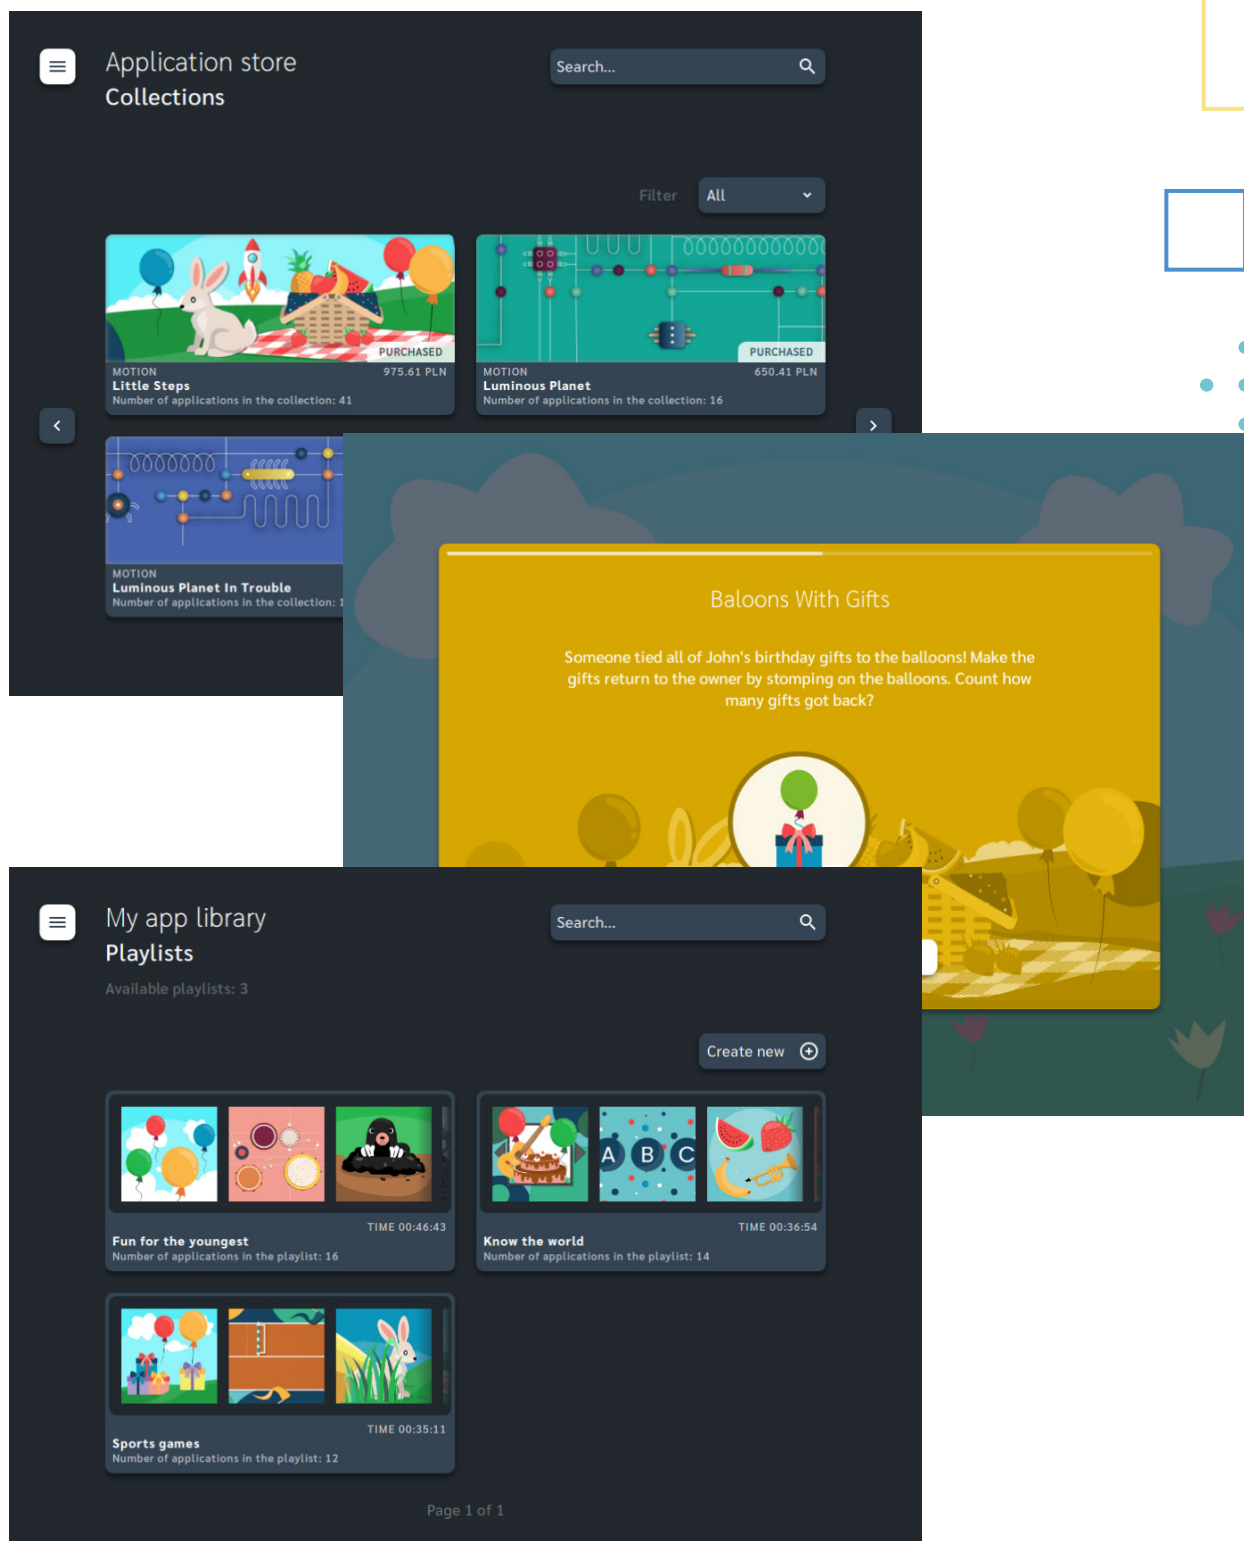 Application store
Collections
Search...
Filter
All
PURCHASED
MOTION
975.61 PLN
Little Steps
Number of applications in the collection: 41
PURCHASED
MOTION
650.41 PLN
Luminous Planet
Number of applications in the collection: 16
MOTION
Luminous Planet In Trouble
Number of applications in the collection:
Baloons With Gifts
Someone tied all of John's birthday gifts to the balloons! Make the
gifts return to the owner by stomping on the balloons. Count how
many gifts got back?
My app library
Playlists
Search...
Available playlists: 3
Create new
TIME 00:46:43
Fun for the youngest
Number of applications in the playlist: 16
A B C
TIME 00:36:54
Know the world
Number of applications in the playlist: 14
TIME 00:35:11
Sports games
Number of applications in the playlist: 12
Page 1 of 1